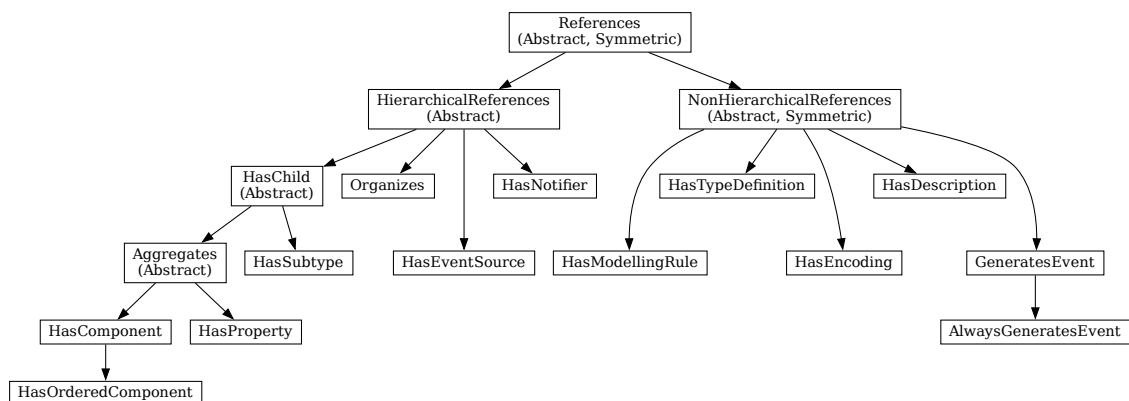 References
(Abstract, Symmetric)
HierarchicalReferences
(Abstract)
NonHierarchicalReferences
(Abstract, Symmetric)
HasChild
(Abstract)
Organizes
HasNotifier
HasTypeDefinition
HasDescription
Aggregates
(Abstract)
HasSubtype
HasEventSource
HasModellingRule
HasEncoding
GeneratesEvent
HasComponent
HasProperty
AlwaysGeneratesEvent
HasOrderedComponent